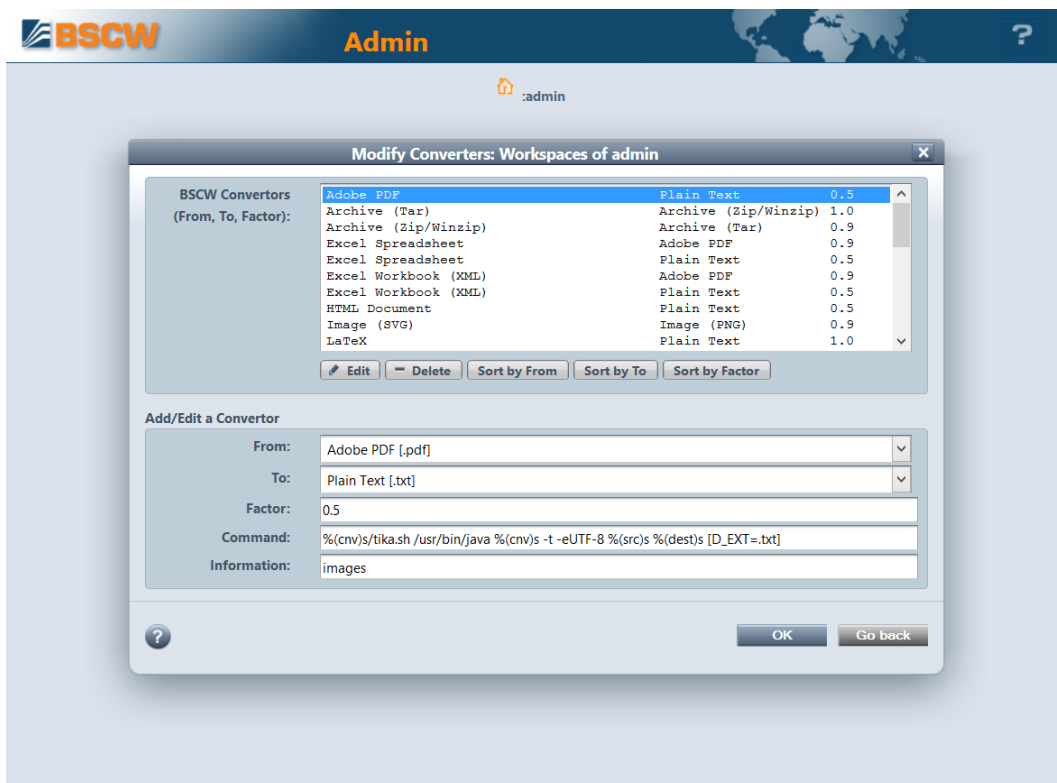 BSCW
Admin
?
:admin
Modify Converters: Workspaces of admin
BSCW Convertors
(From, To, Factor):
Adobe PDF Plain Text 0.5
Archive (Tar) Archive (Zip/Winzip) 1.0
Archive (Zip/Winzip) Archive (Tar) 0.9
Excel Spreadsheet Adobe PDF 0.9
Excel Spreadsheet Plain Text 0.5
Excel Workbook (XML) Adobe PDF 0.9
Excel Workbook (XML) Plain Text 0.5
HTML Document Plain Text 0.5
Image (SVG) Image (PNG) 0.9
LaTeX Plain Text 1.0
Edit Delete Sort by From Sort by To Sort by Factor
Add/Edit a Convertor
From: Adobe PDF [.pdf]
To: Plain Text [.txt]
Factor: 0.5
Command: %(cnv)s/tika.sh /usr/bin/java %(cnv)s -t -eUTF-8 %(src)s %(dest)s [D_EXT=.txt]
Information: images
? OK Go back